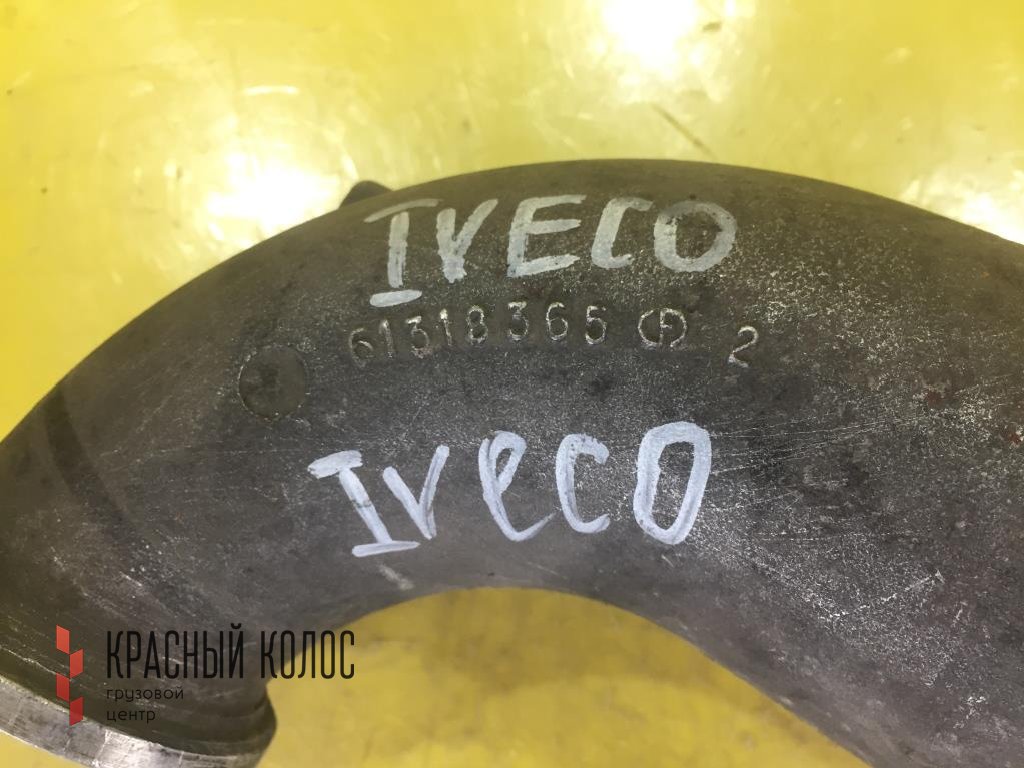 IVECO
61318365 2
Iveco
КРАСНЫЙ КОЛОС
грузовой
центр